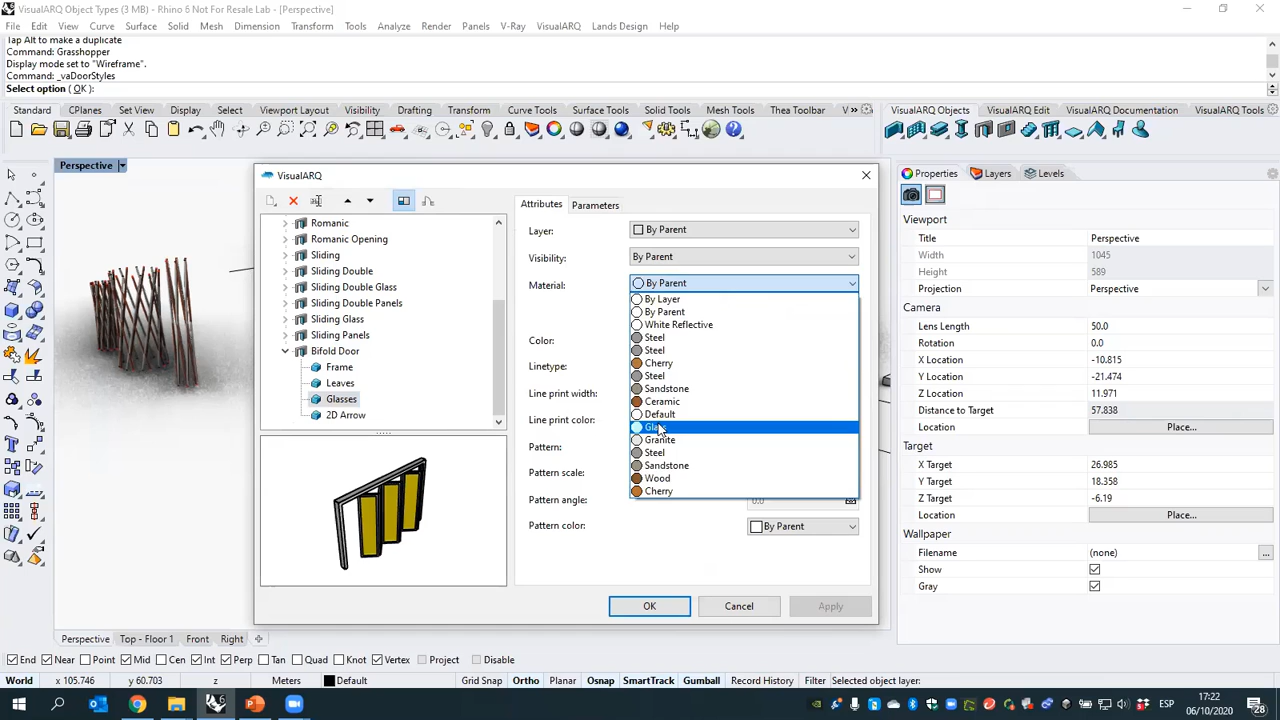 VisualARQ Object Types (3 MB) - Rhino 6 Not For Resale Lab - [Perspective]
File Edit View Curve Surface Solid Mesh Dimension Transform Tools Analyze Render Panels V-Ray VisualARQ Lands Design Help
Tap Alt to make a duplicate
Command: Grasshopper
Display mode set to "Wireframe".
Command: _vaDoorStyles
Select option ( OK ):
Standard CPlanes Set View Display Select Viewport Layout Visibility Drafting Transform Curve Tools Surface Tools Solid Tools Mesh Tools Thea Toolbar V
VisualARQ Objects VisualARQ Edit VisualARQ Documentation VisualARQ Tools
Perspective
VisualARQ
Romanic
Romanic Opening
Sliding
Sliding Double
Sliding Double Glass
Sliding Double Panels
Sliding Glass
Sliding Panels
Bifold Door
Frame
Leaves
Glasses
2D Arrow
Attributes Parameters
Layer: By Parent
Visibility: By Parent
Material: By Parent
By Layer
By Parent
White Reflective
Steel
Steel
Cherry
Steel
Sandstone
Ceramic
Default
Glass
Granite
Steel
Sandstone
Wood
Cherry
Color:
Linetype:
Line print width:
Line print color:
Pattern:
Pattern scale:
Pattern angle: 0.0
Pattern color: By Parent
OK Cancel Apply
Properties Layers Levels
Viewport
Title Perspective
Width 1045
Height 589
Projection Perspective
Camera
Lens Length 50.0
Rotation 0.0
X Location -10.815
Y Location -21.474
Z Location 11.971
Distance to Target 57.838
Location Place...
Target
X Target 26.985
Y Target 18.358
Z Target -6.19
Location Place...
Wallpaper
Filename (none) ...
Show
Gray
Perspective Top - Floor 1 Front Right
End Near Point Mid Cen Int Perp Tan Quad Knot Vertex Project Disable
World x 105.746 y 60.703 z Meters Default Grid Snap Ortho Planar Osnap SmartTrack Gumball Record History Filter Selected object layer:
ESP
17:22
06/10/2020
28